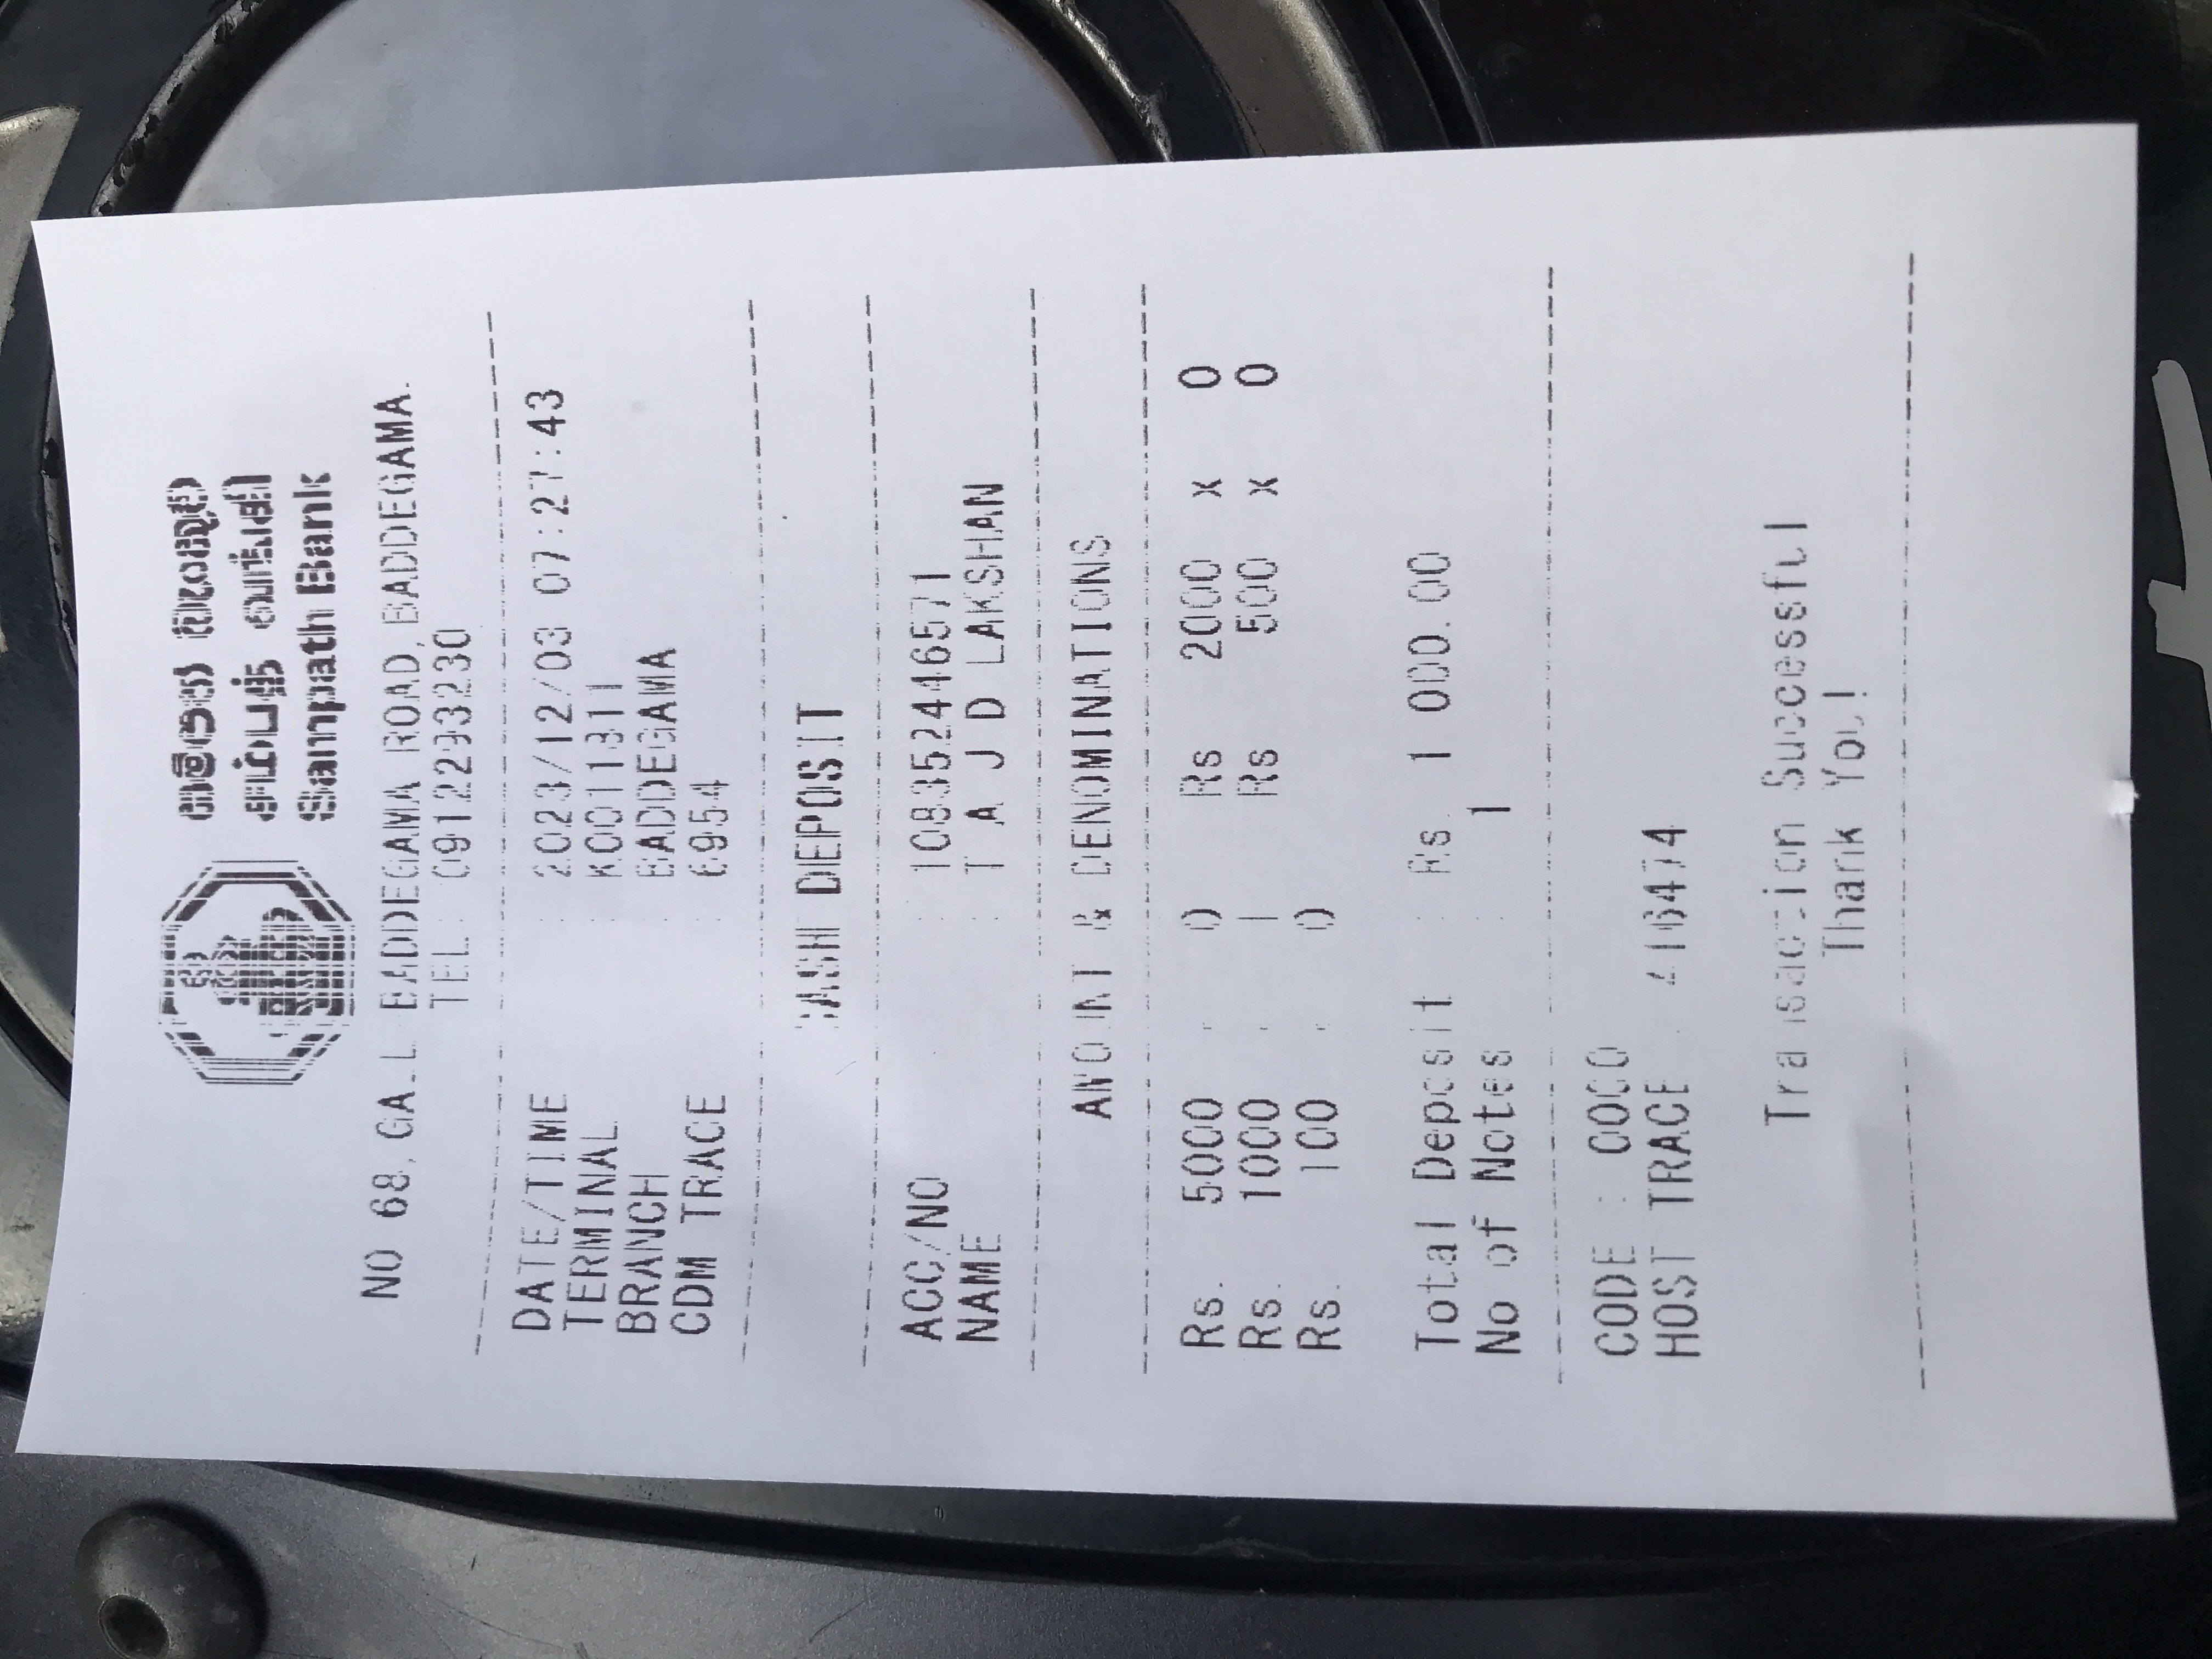 සම්පත් බැංකුව
சம்பத் வங்கி
Sampath Bank
NO 68, GALL BADDEGAMA ROAD, BADDEGAMA.
TEL : 0912293230
DATE/TIME : 2023/12/03 07:27:43
TERMINAL : K0011311
BRANCH : BADDEGAMA
CDM TRACE : 6954
CASH DEPOSIT
ACC/NO : 108352446571
NAME : T A J D LAKSHAN
AMOUNT & DENOMINATIONS
Rs. 5000 : 0 Rs 2000 x 0
Rs. 1000 : 1 Rs 500 x 0
Rs. 100 : 0
Total Deposit : Rs. 1 000.00
No of Notes : 1
CODE : 0000
HOST TRACE : 416474
Transaction Successful
Thank You!